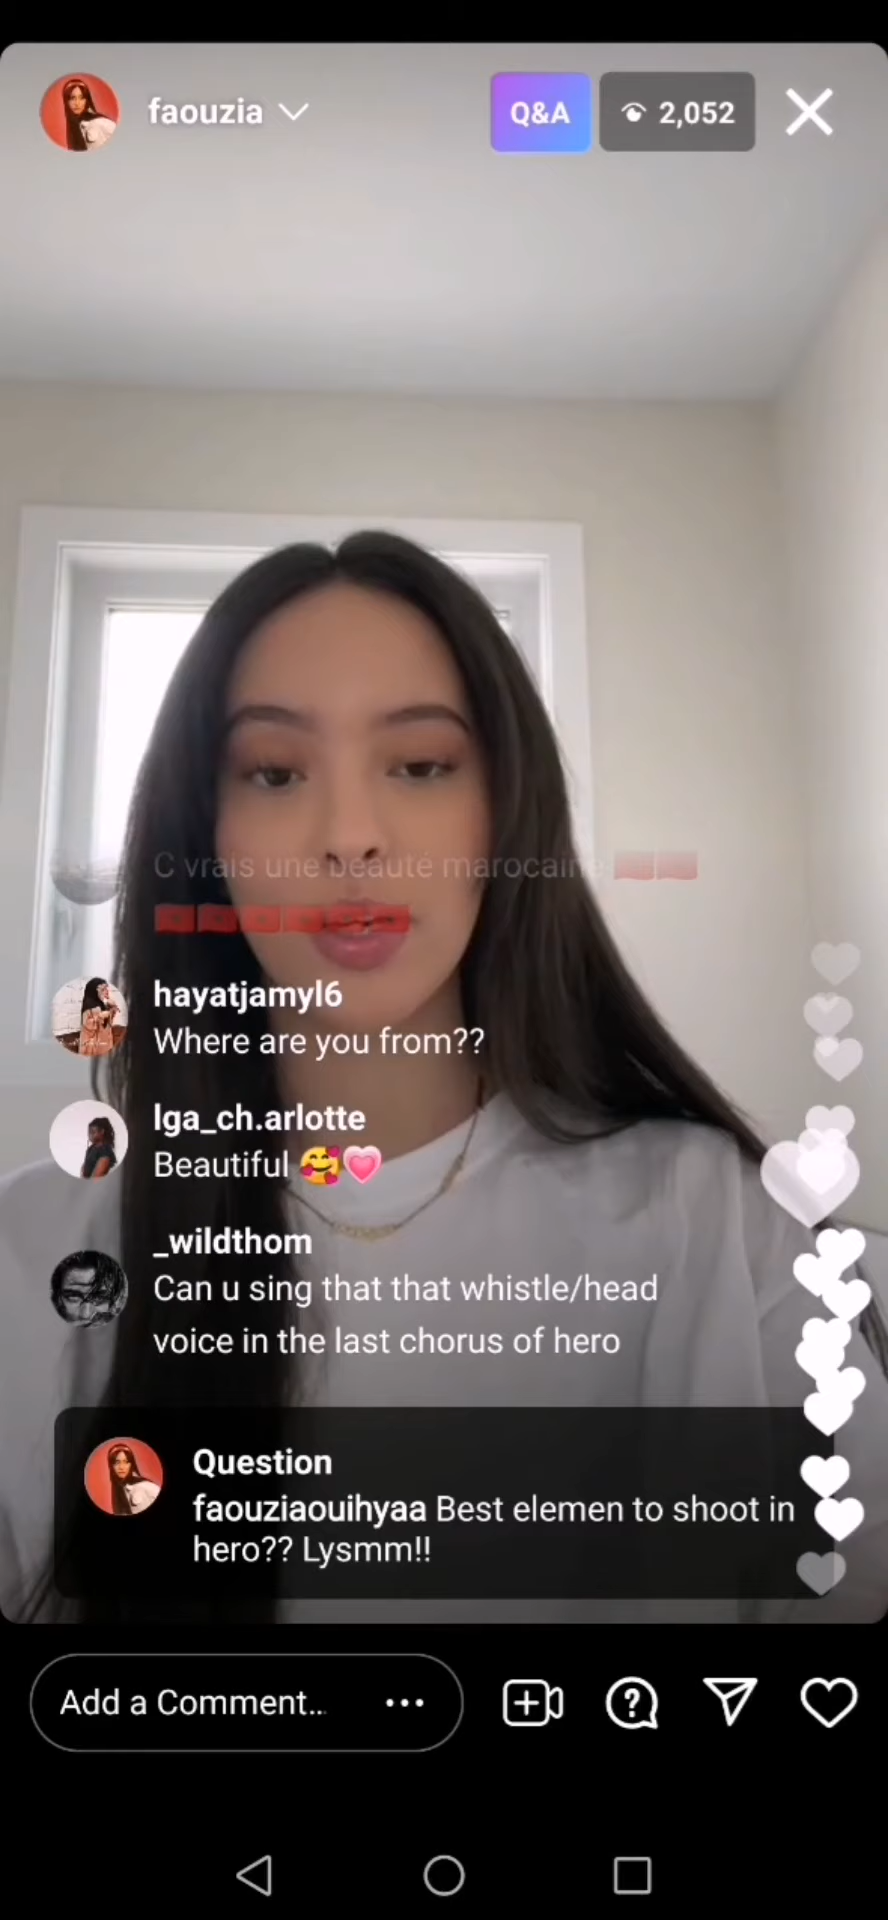 faouzia
Q&A
2,052
C vrais une beauté marocaine
hayatjamyl6
Where are you from??
lga_ch.arlotte
Beautiful 🥰💗
_wildthom
Can u sing that that whistle/head
voice in the last chorus of hero
Question
faouziaouihyaa Best elemen to shoot in
hero?? Lysmm!!
Add a Comment...